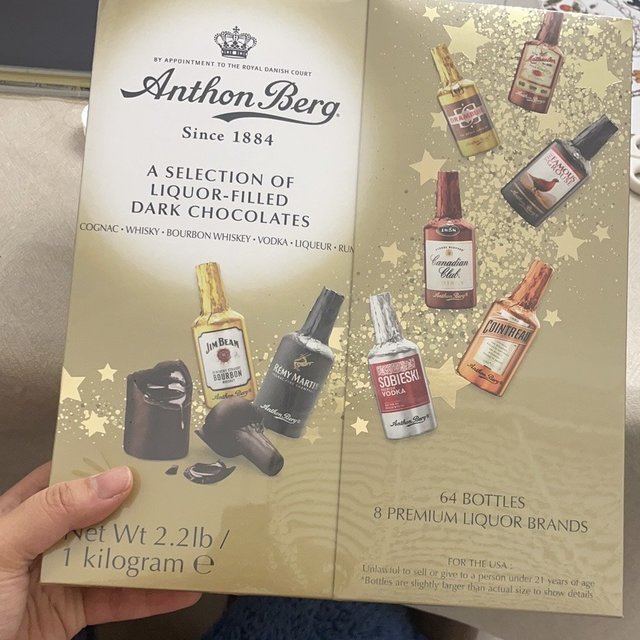 BY APPOINTMENT TO THE ROYAL DANISH COURT
Anthon Berg
Since 1884
A SELECTION OF
LIQUOR-FILLED
DARK CHOCOLATES
COGNAC · WHISKY · BOURBON WHISKEY · VODKA · LIQUEUR · RUM
FAMOUS
Canadian
Club
Anthon Berg
COINTREAU
JIM BEAM
BOURBON
Anthon Berg
RÉMY MARTIN
Anthon Berg
SOBIESKI
VODKA
Anthon Berg
64 BOTTLES
8 PREMIUM LIQUOR BRANDS
Net Wt 2.2lb /
1 kilogram e
FOR THE USA :
Unlawful to sell or give to a person under 21 years of age
*Bottles are slightly larger than actual size to show details